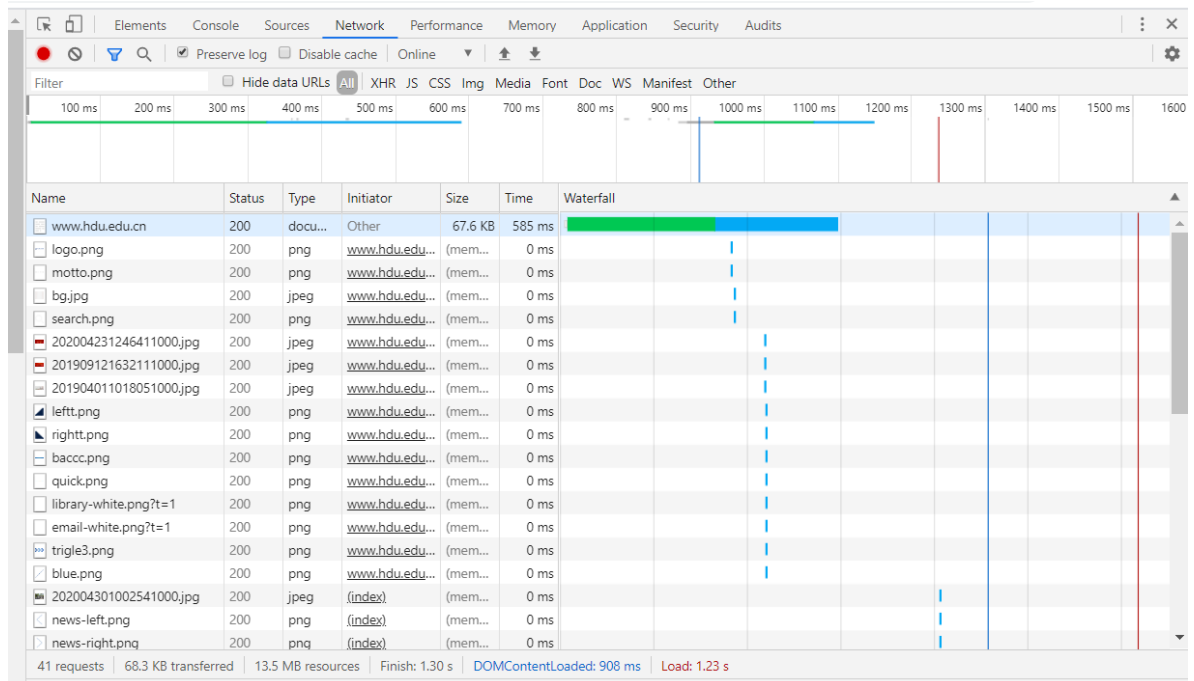 Elements Console Sources Network Performance Memory Application Security Audits
Preserve log Disable cache Online
Filter Hide data URLs All XHR JS CSS Img Media Font Doc WS Manifest Other
100 ms 200 ms 300 ms 400 ms 500 ms 600 ms 700 ms 800 ms 900 ms 1000 ms 1100 ms 1200 ms 1300 ms 1400 ms 1500 ms 1600
Name Status Type Initiator Size Time Waterfall
www.hdu.edu.cn 200 docu... Other 67.6 KB 585 ms
logo.png 200 png www.hdu.edu... (mem... 0 ms
motto.png 200 png www.hdu.edu... (mem... 0 ms
bg.jpg 200 jpeg www.hdu.edu... (mem... 0 ms
search.png 200 png www.hdu.edu... (mem... 0 ms
202004231246411000.jpg 200 jpeg www.hdu.edu... (mem... 0 ms
201909121632111000.jpg 200 jpeg www.hdu.edu... (mem... 0 ms
201904011018051000.jpg 200 jpeg www.hdu.edu... (mem... 0 ms
leftt.png 200 png www.hdu.edu... (mem... 0 ms
rightt.png 200 png www.hdu.edu... (mem... 0 ms
baccc.png 200 png www.hdu.edu... (mem... 0 ms
quick.png 200 png www.hdu.edu... (mem... 0 ms
library-white.png?t=1 200 png www.hdu.edu... (mem... 0 ms
email-white.png?t=1 200 png www.hdu.edu... (mem... 0 ms
trigle3.png 200 png www.hdu.edu... (mem... 0 ms
blue.png 200 png www.hdu.edu... (mem... 0 ms
202004301002541000.jpg 200 jpeg (index) (mem... 0 ms
news-left.png 200 png (index) (mem... 0 ms
news-right.png 200 png (index) (mem... 0 ms
41 requests 68.3 KB transferred 13.5 MB resources Finish: 1.30 s DOMContentLoaded: 908 ms Load: 1.23 s